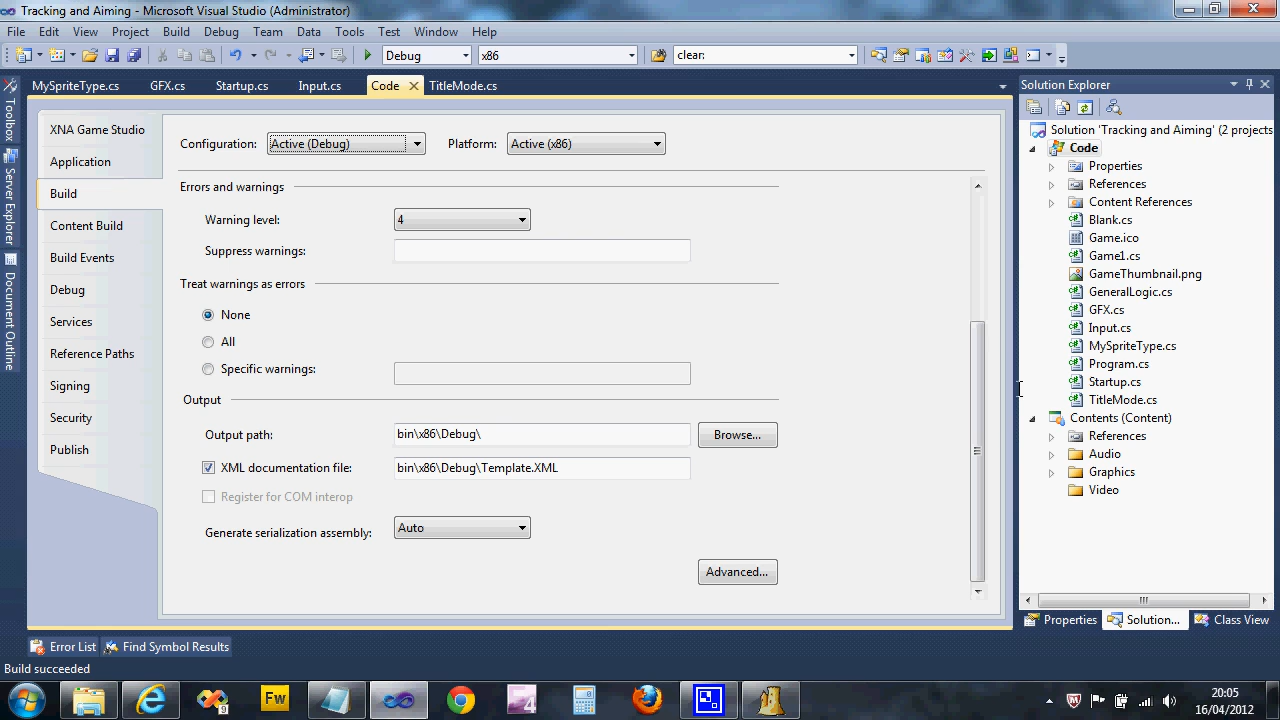 Tracking and Aiming - Microsoft Visual Studio (Administrator)
File Edit View Project Build Debug Team Data Tools Test Window Help
Debug x86 clear:
MySpriteType.cs GFX.cs Startup.cs Input.cs Code TitleMode.cs
Toolbox
Server Explorer
Document Outline
XNA Game Studio
Application
Build
Content Build
Build Events
Debug
Services
Reference Paths
Signing
Security
Publish
Configuration: Active (Debug) Platform: Active (x86)
Errors and warnings
Warning level: 4
Suppress warnings:
Treat warnings as errors
None
All
Specific warnings:
Output
Output path: bin\x86\Debug\ Browse...
XML documentation file: bin\x86\Debug\Template.XML
Register for COM interop
Generate serialization assembly: Auto
Advanced...
Solution Explorer
Solution 'Tracking and Aiming' (2 projects
Code
Properties
References
Content References
Blank.cs
Game.ico
Game1.cs
GameThumbnail.png
GeneralLogic.cs
GFX.cs
Input.cs
MySpriteType.cs
Program.cs
Startup.cs
TitleMode.cs
Contents (Content)
References
Audio
Graphics
Video
Properties Solution... Class View
Error List Find Symbol Results
Build succeeded
Fw
4
20:05
16/04/2012